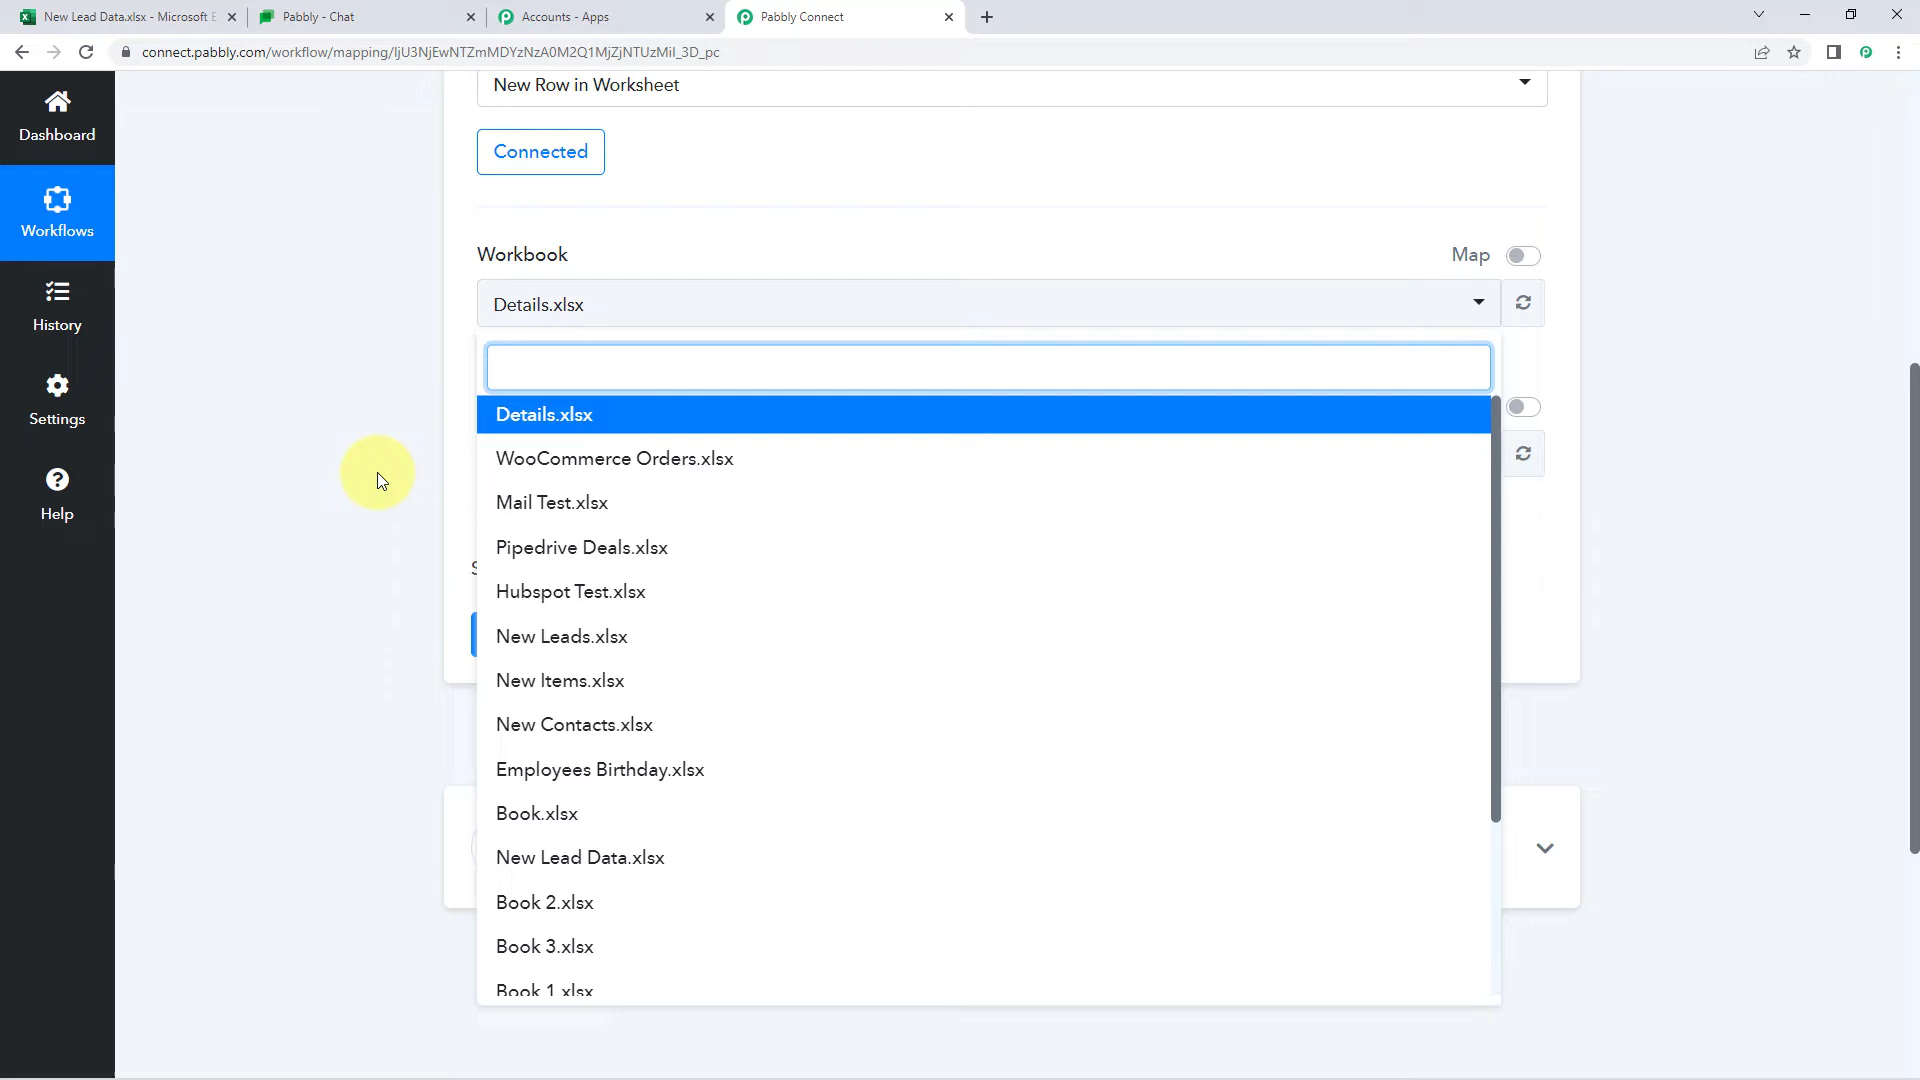 New Lead Data.xlsx - Microsoft E
Pabbly - Chat
Accounts - Apps
Pabbly Connect
connect.pabbly.com/workflow/mapping/IjU3NjEwNTZmMDYzNzA0M2Q1MjZjNTUzMiI_3D_pc
Dashboard
Workflows
History
Settings
Help
New Row in Worksheet
Connected
Workbook
Map
Details.xlsx
Details.xlsx
WooCommerce Orders.xlsx
Mail Test.xlsx
Pipedrive Deals.xlsx
Hubspot Test.xlsx
New Leads.xlsx
New Items.xlsx
New Contacts.xlsx
Employees Birthday.xlsx
Book.xlsx
New Lead Data.xlsx
Book 2.xlsx
Book 3.xlsx
Book 1.xlsx